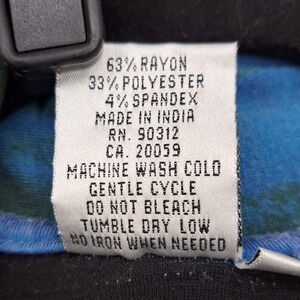 63% RAYON
33% POLYESTER
4% SPANDEX
MADE IN INDIA
RN. 90312
CA. 20059
MACHINE WASH COLD
GENTLE CYCLE
DO NOT BLEACH
TUMBLE DRY LOW
NO IRON WHEN NEEDED